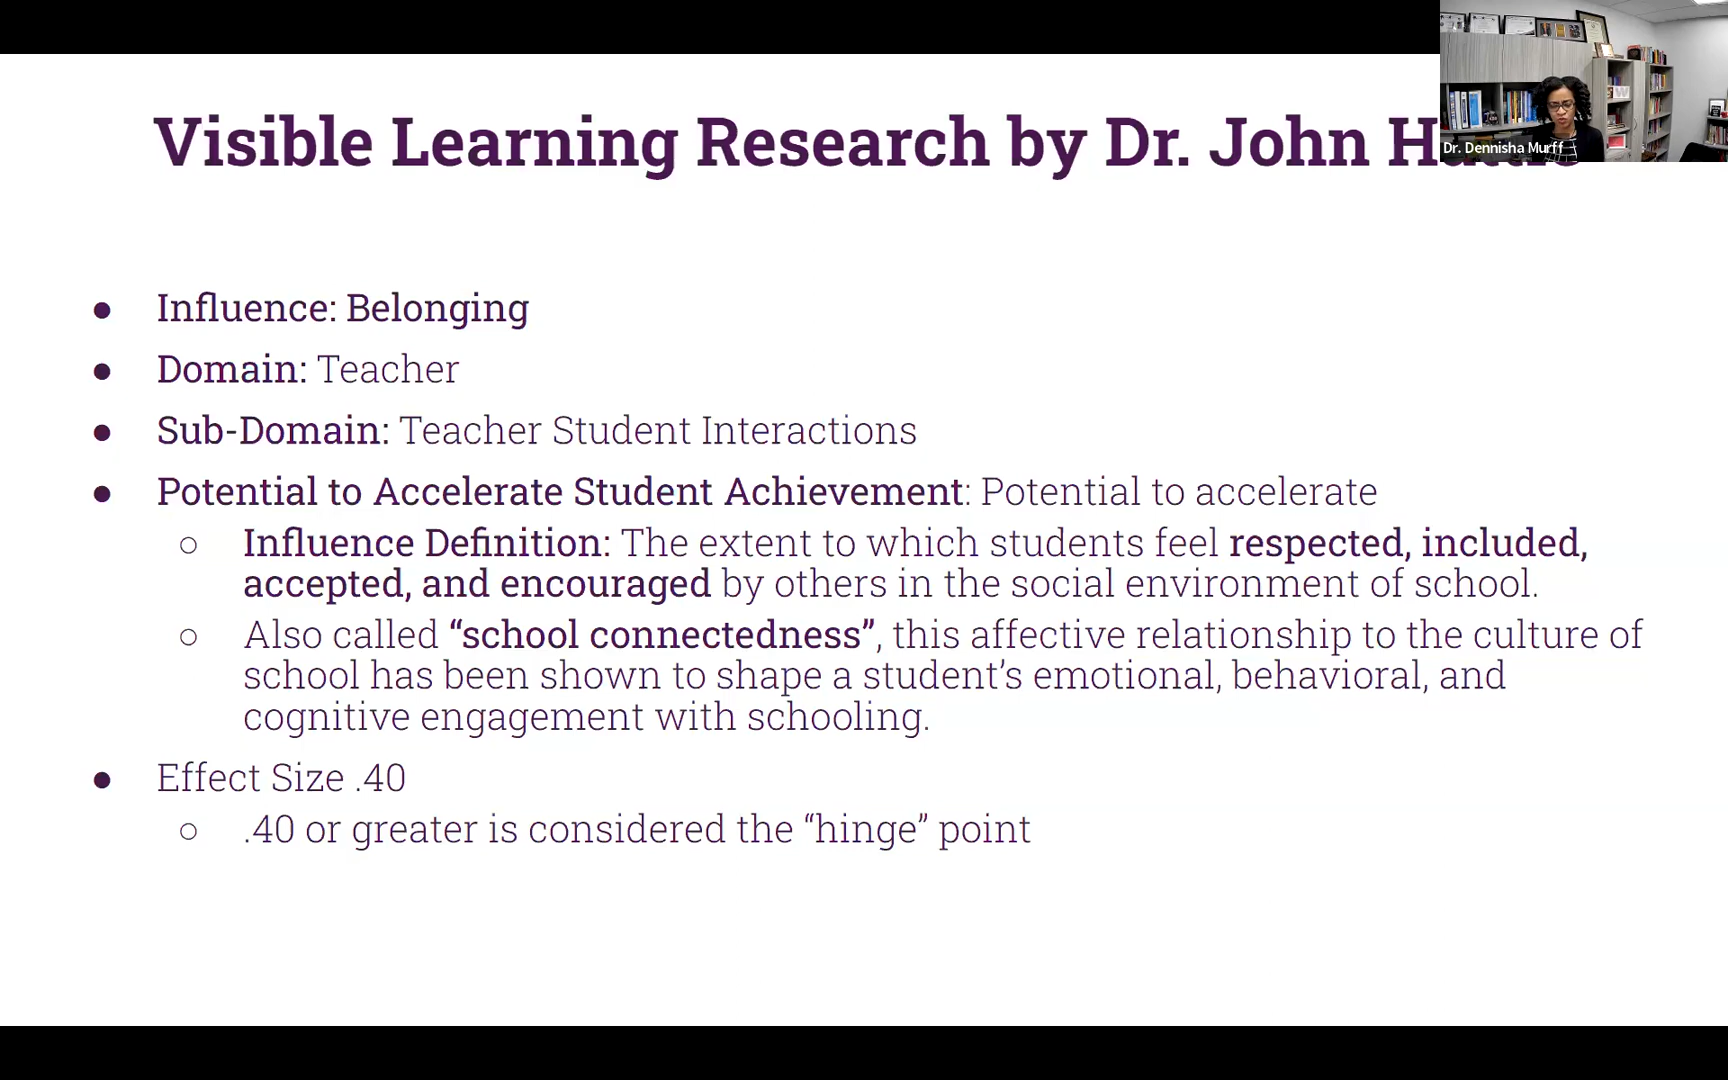 Visible Learning Research by Dr. John
Dr. Dennisha Murff
● Influence: Belonging
● Domain: Teacher
● Sub-Domain: Teacher Student Interactions
● Potential to Accelerate Student Achievement: Potential to accelerate
○ Influence Definition: The extent to which students feel respected, included,
accepted, and encouraged by others in the social environment of school.
○ Also called “school connectedness”, this affective relationship to the culture of
school has been shown to shape a student’s emotional, behavioral, and
cognitive engagement with schooling.
● Effect Size .40
○ .40 or greater is considered the “hinge” point